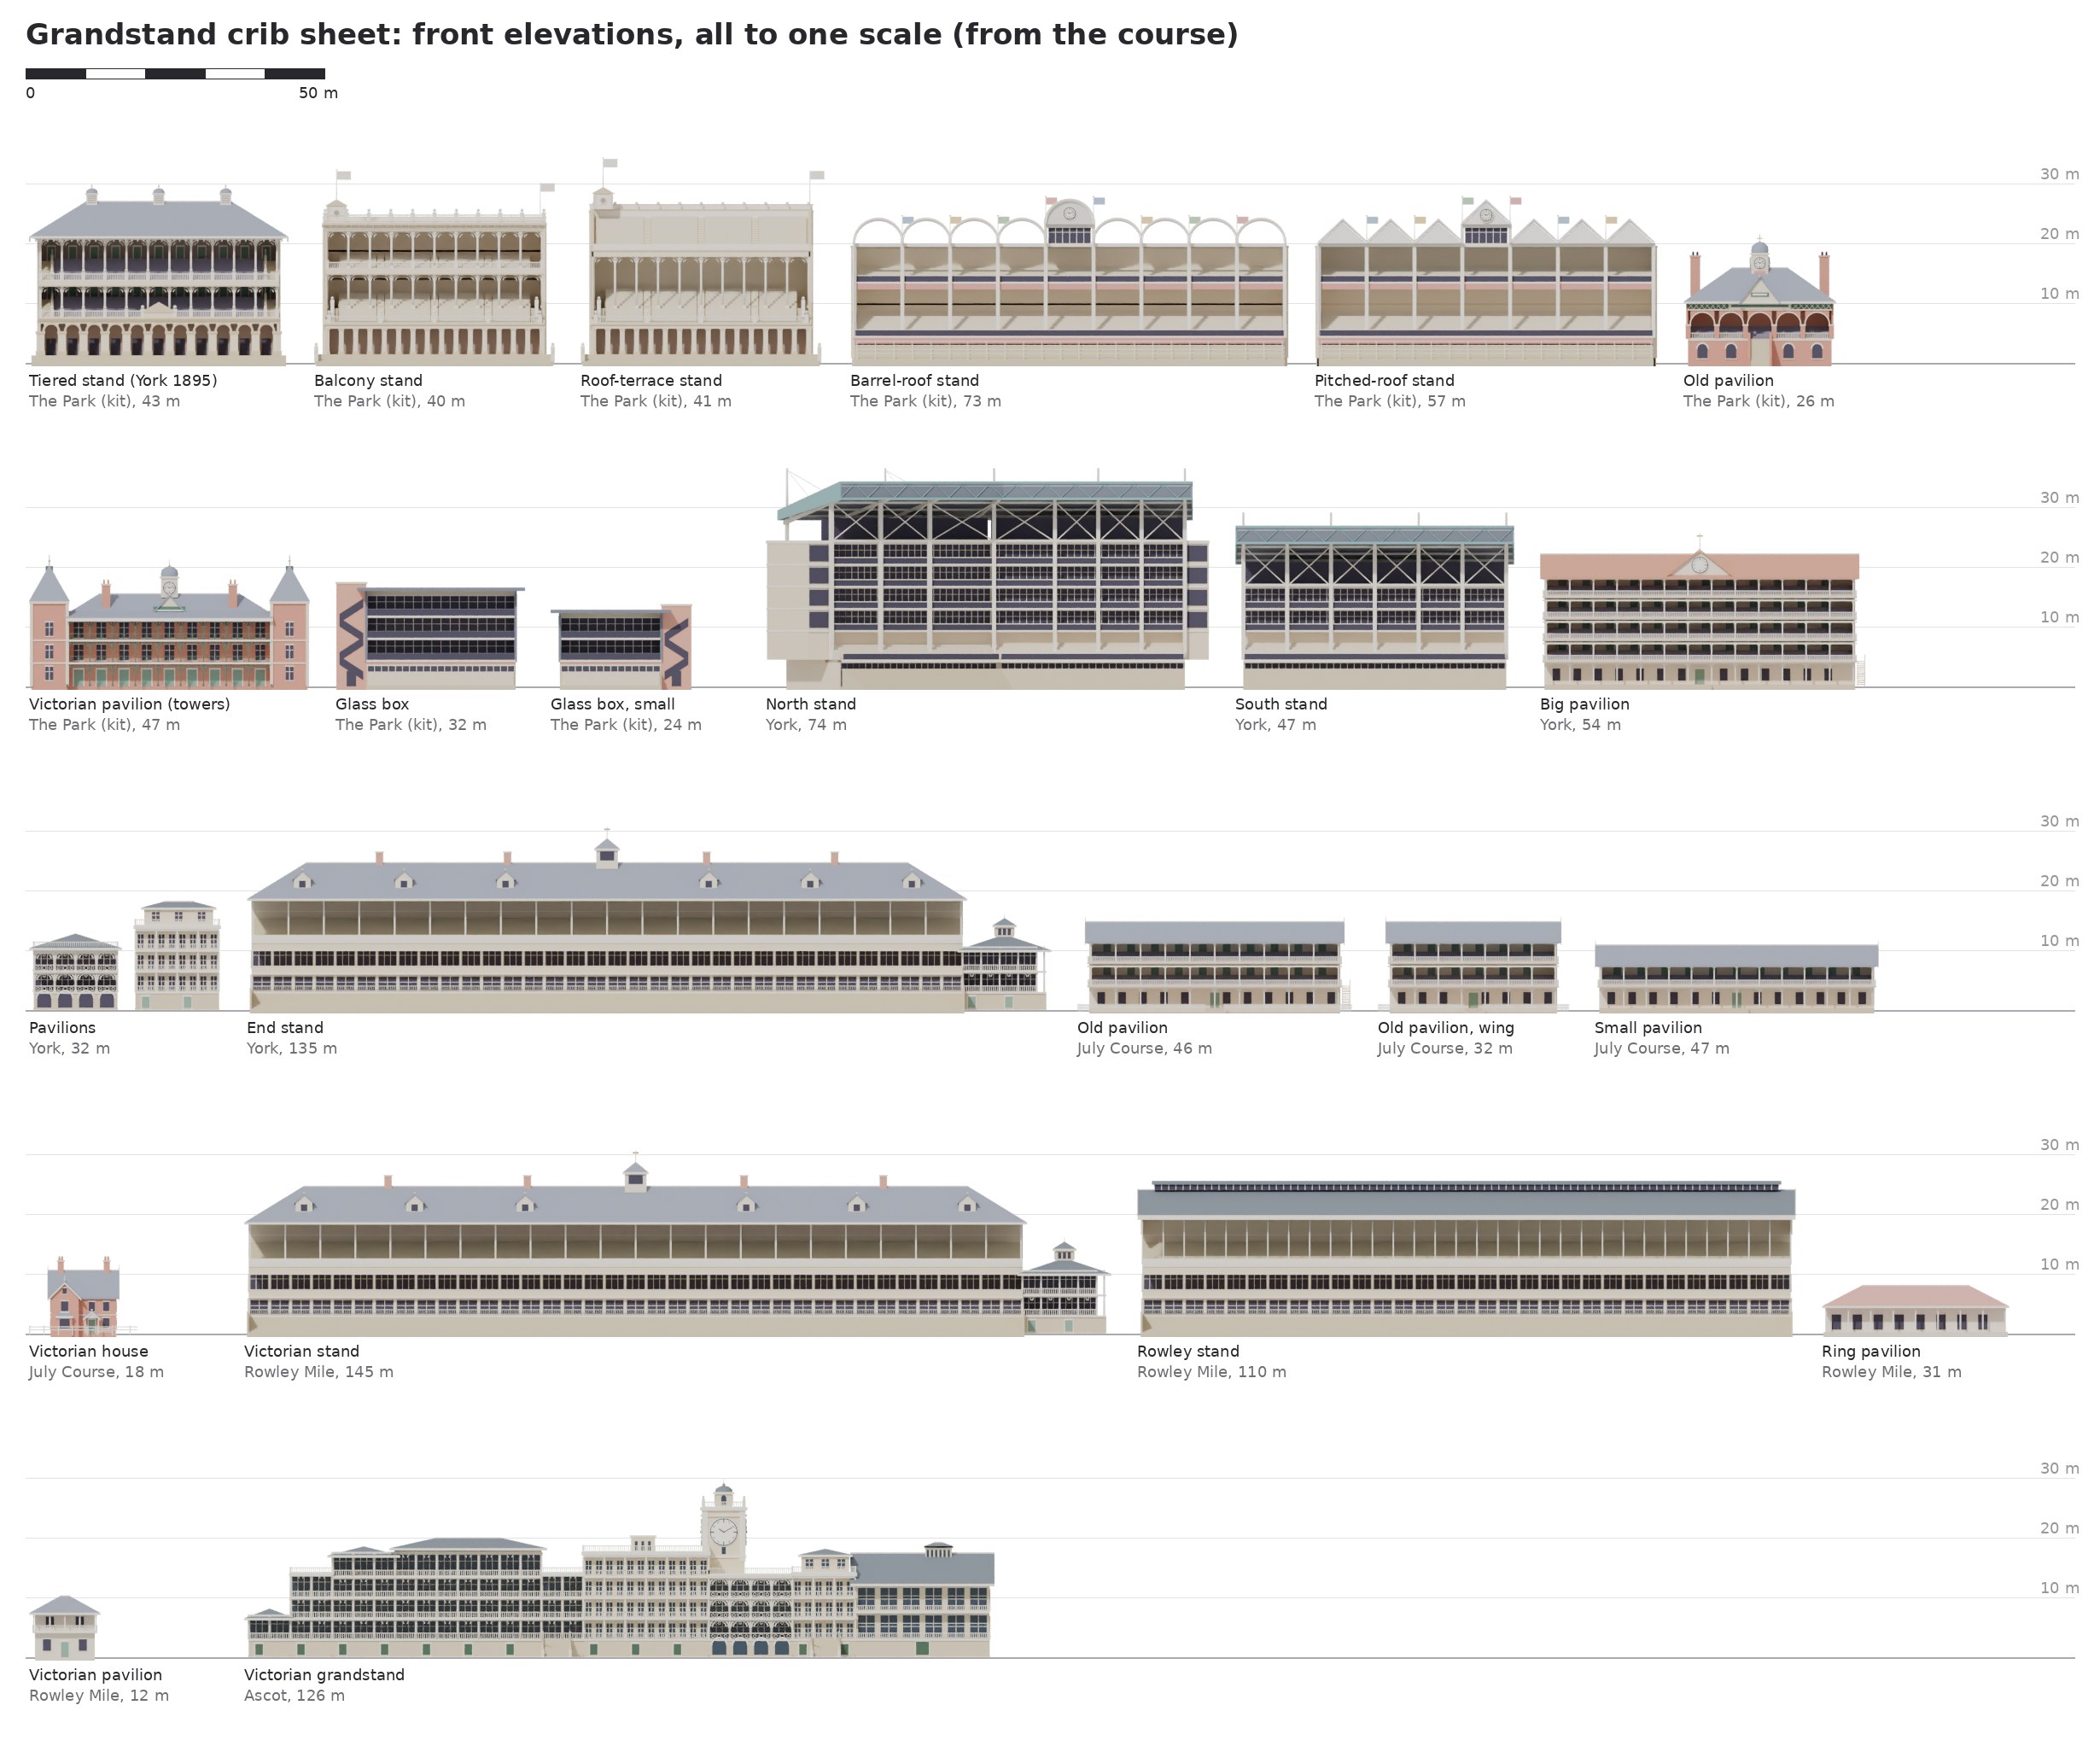 Grandstand crib sheet: front elevations, all to one scale (from the course)
0 50 m
30 m
20 m
10 m
Tiered stand (York 1895)
The Park (kit), 43 m
Balcony stand
The Park (kit), 40 m
Roof-terrace stand
The Park (kit), 41 m
Barrel-roof stand
The Park (kit), 73 m
Pitched-roof stand
The Park (kit), 57 m
Old pavilion
The Park (kit), 26 m
30 m
20 m
10 m
Victorian pavilion (towers)
The Park (kit), 47 m
Glass box
The Park (kit), 32 m
Glass box, small
The Park (kit), 24 m
North stand
York, 74 m
South stand
York, 47 m
Big pavilion
York, 54 m
30 m
20 m
10 m
Pavilions
York, 32 m
End stand
York, 135 m
Old pavilion
July Course, 46 m
Old pavilion, wing
July Course, 32 m
Small pavilion
July Course, 47 m
30 m
20 m
10 m
Victorian house
July Course, 18 m
Victorian stand
Rowley Mile, 145 m
Rowley stand
Rowley Mile, 110 m
Ring pavilion
Rowley Mile, 31 m
30 m
20 m
10 m
Victorian pavilion
Rowley Mile, 12 m
Victorian grandstand
Ascot, 126 m